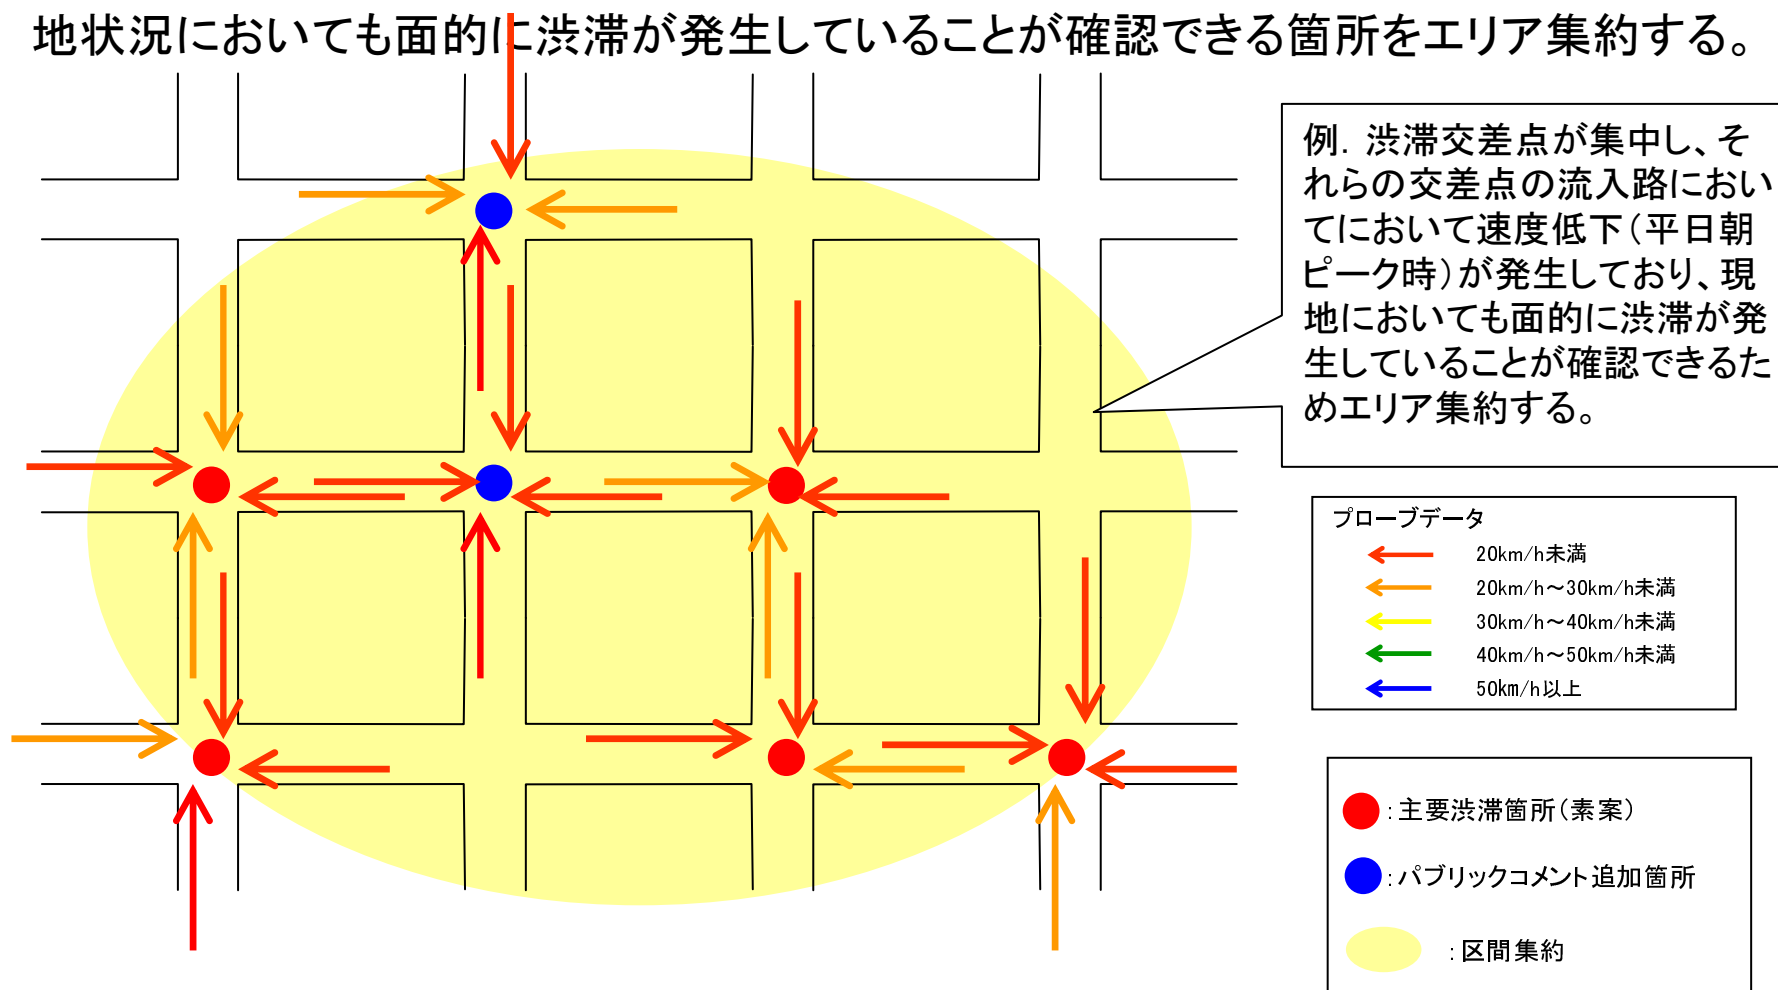 地状況においても面的に渋滞が発生していることが確認できる箇所をエリア集約する。
例．渋滞交差点が集中し、そ
れらの交差点の流入路におい
てにおいて速度低下（平日朝
ピーク時）が発生しており、現
地においても面的に渋滞が発
生していることが確認できるた
めエリア集約する。
プローブデータ
20km/h未満
20km/h～30km/h未満
30km/h～40km/h未満
40km/h～50km/h未満
50km/h以上
：主要渋滞箇所（素案）
：パブリックコメント追加箇所
：区間集約